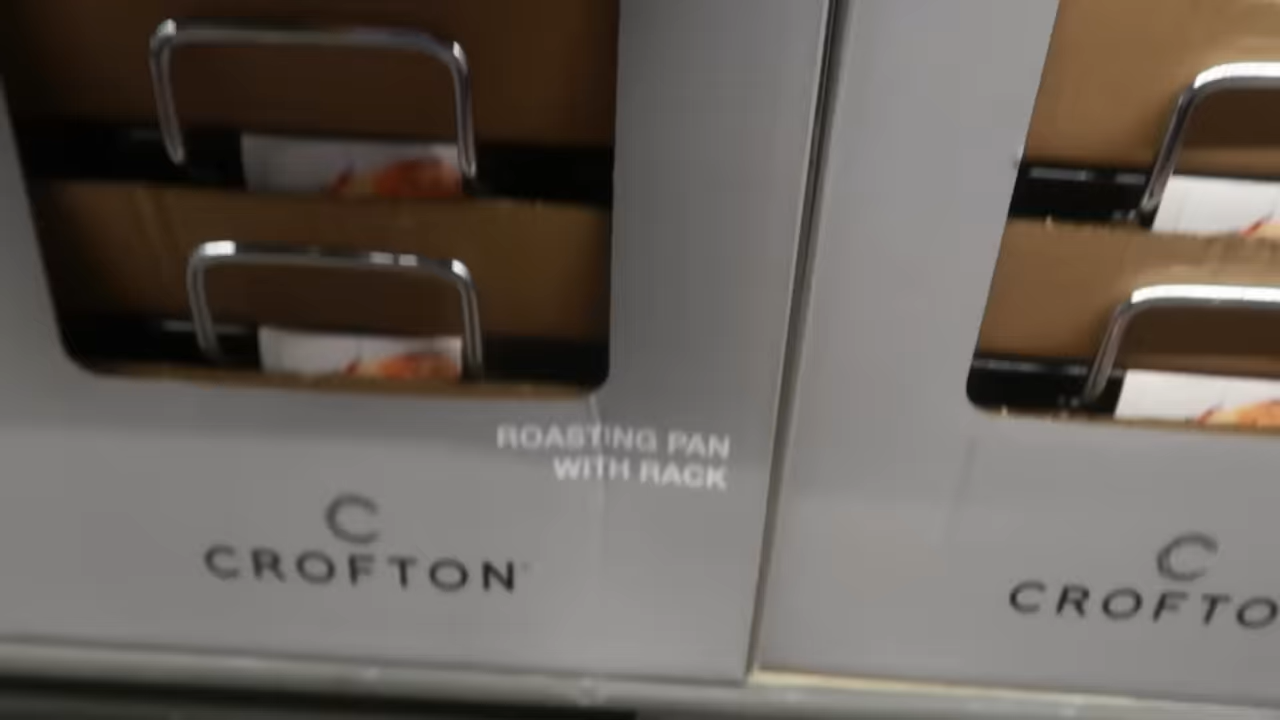 ROASTING PAN
WITH RACK
C
CROFTON
C
CROFTO